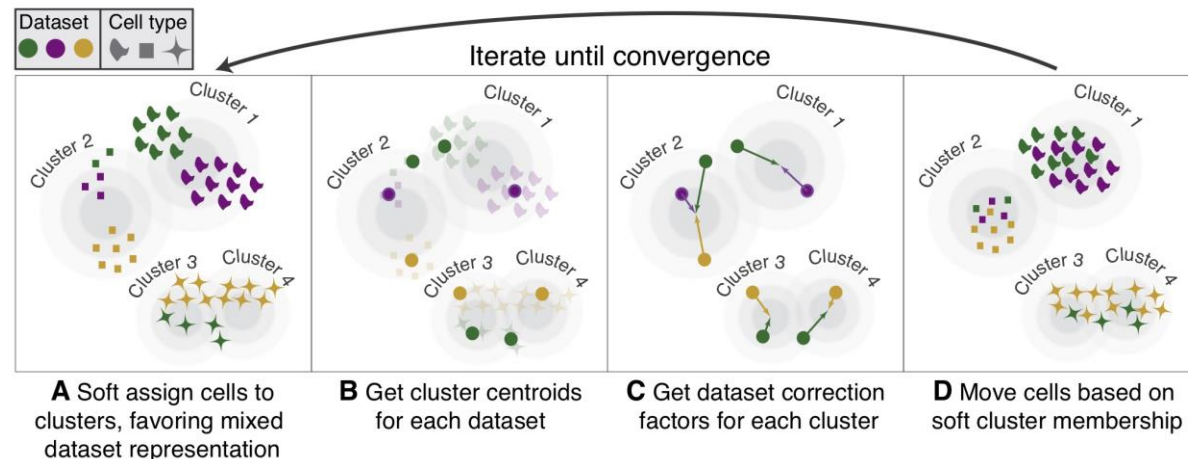 Dataset
Cell type
Iterate until convergence
Cluster 1
Cluster 2
Cluster 3
Cluster 4
Cluster 1
Cluster 2
Cluster 3
Cluster 4
Cluster 1
Cluster 2
Cluster 3
Cluster 4
Cluster 1
Cluster 2
Cluster 3
Cluster 4
A Soft assign cells to
clusters, favoring mixed
dataset representation
B Get cluster centroids
for each dataset
C Get dataset correction
factors for each cluster
D Move cells based on
soft cluster membership